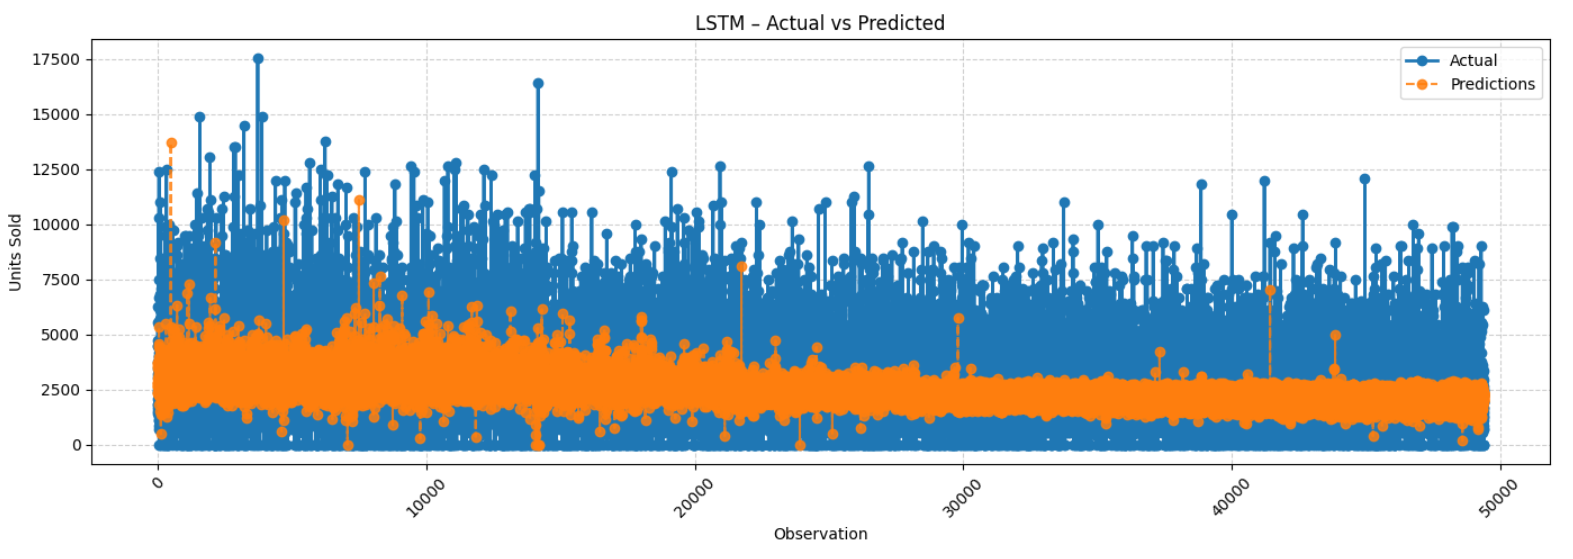 LSTM – Actual vs Predicted
Actual
Predictions
Units Sold
17500
15000
12500
10000
7500
5000
2500
0
0
10000
20000
30000
40000
50000
Observation